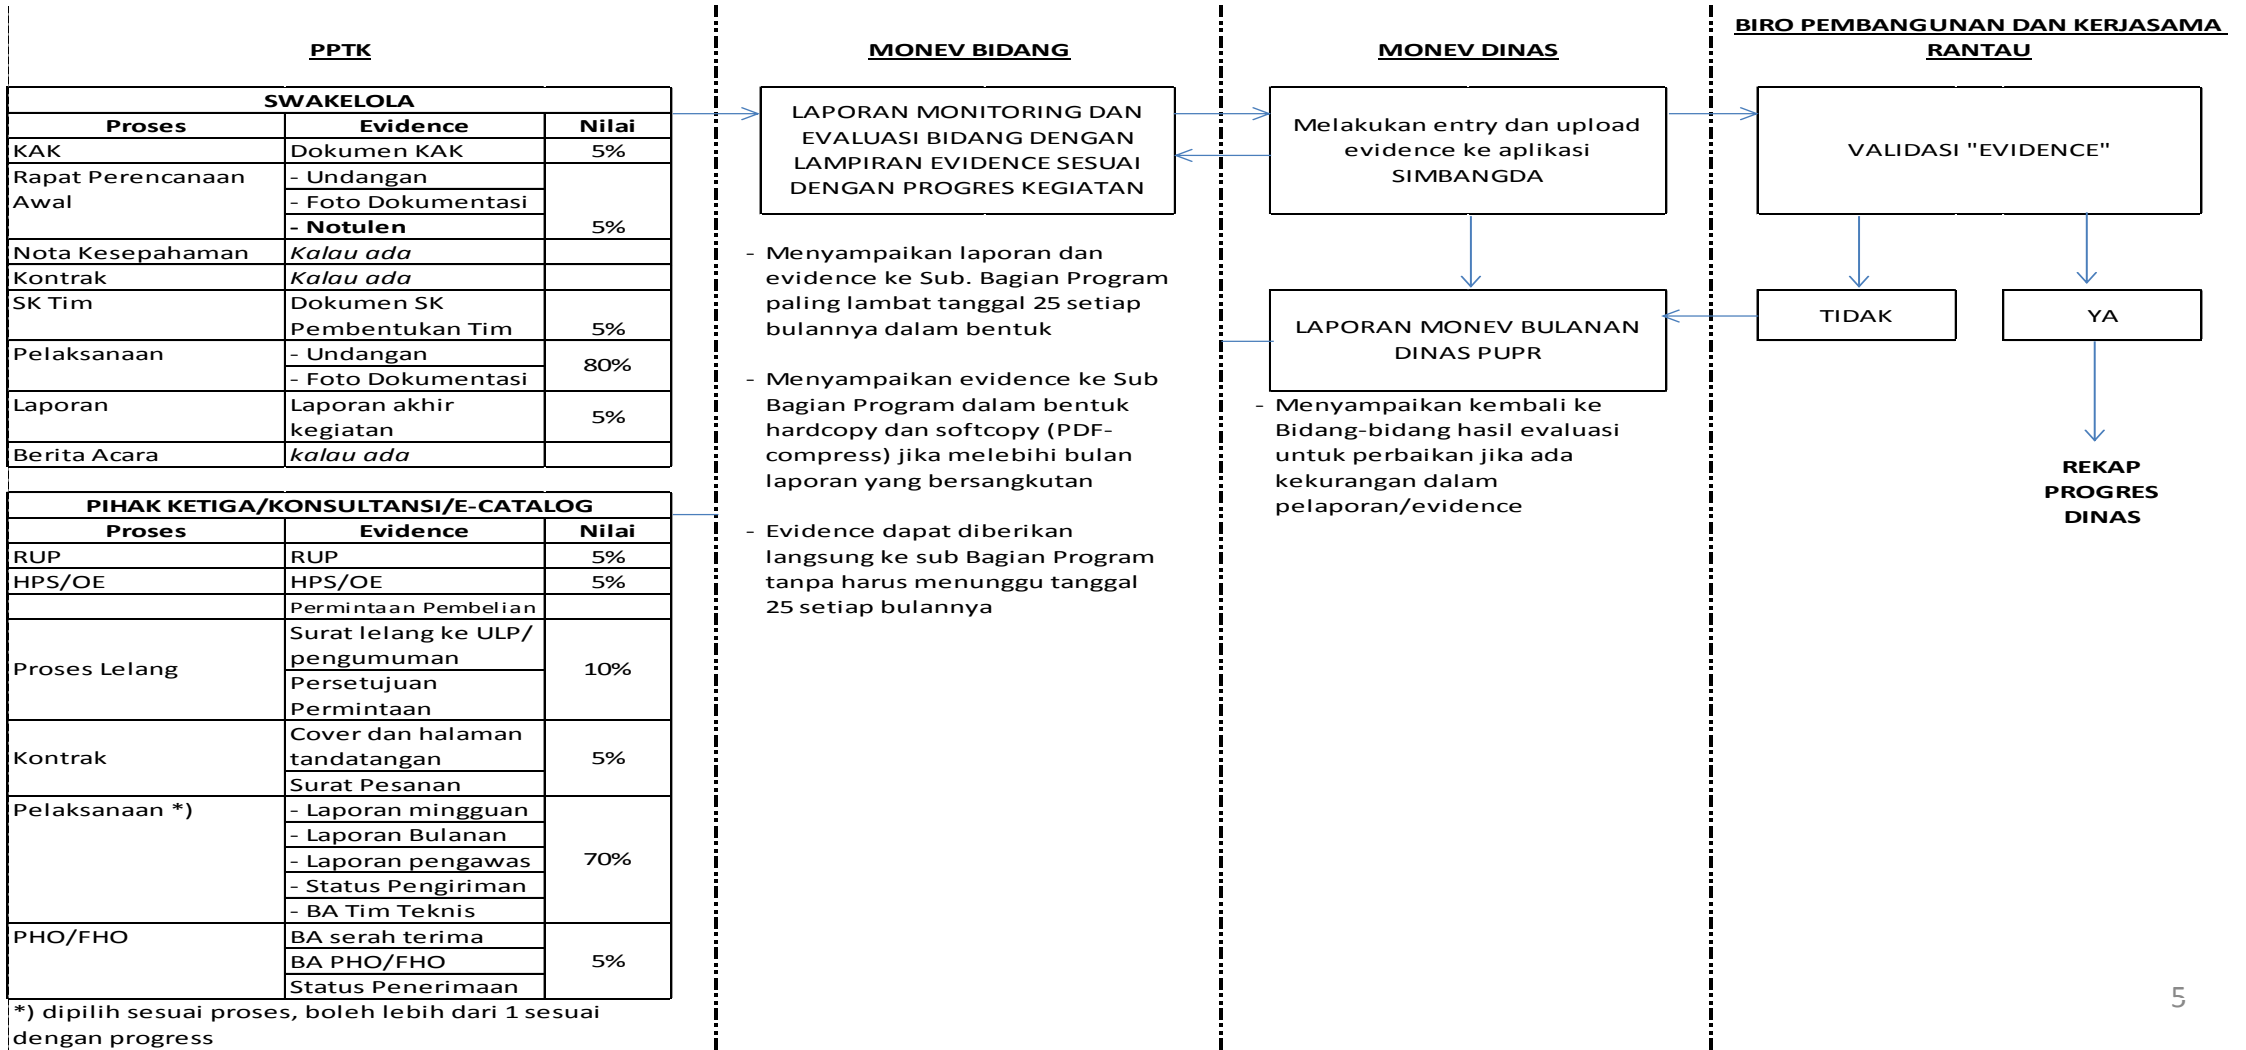 PPTK
SWAKELOLA
Proses Evidence Nilai
KAK Dokumen KAK 5%
Rapat Perencanaan
Awal
- Undangan
- Foto Dokumentasi
- Notulen
5%
Nota Kesepahaman Kalau ada
Kontrak Kalau ada
SK Tim
Dokumen SK
Pembentukan Tim
5%
Pelaksanaan
- Undangan
- Foto Dokumentasi
80%
Laporan
Laporan akhir
kegiatan
5%
Berita Acara kalau ada
PIHAK KETIGA/KONSULTANSI/E-CATALOG
Proses Evidence Nilai
RUP RUP 5%
HPS/OE HPS/OE 5%
Permintaan Pembelian
Proses Lelang
Surat lelang ke ULP/
pengumuman
Persetujuan
Permintaan
10%
Kontrak
Cover dan halaman
tandatangan
Surat Pesanan
5%
Pelaksanaan *)
- Laporan mingguan
- Laporan Bulanan
- Laporan pengawas
- Status Pengiriman
- BA Tim Teknis
70%
PHO/FHO
BA serah terima
BA PHO/FHO
Status Penerimaan
5%
*) dipilih sesuai proses, boleh lebih dari 1 sesuai
dengan progress
MONEV BIDANG
LAPORAN MONITORING DAN
EVALUASI BIDANG DENGAN
LAMPIRAN EVIDENCE SESUAI
DENGAN PROGRES KEGIATAN
- Menyampaikan laporan dan
evidence ke Sub. Bagian Program
paling lambat tanggal 25 setiap
bulannya dalam bentuk
- Menyampaikan evidence ke Sub
Bagian Program dalam bentuk
hardcopy dan softcopy (PDF-
compress) jika melebihi bulan
laporan yang bersangkutan
- Evidence dapat diberikan
langsung ke sub Bagian Program
tanpa harus menunggu tanggal
25 setiap bulannya
MONEV DINAS
Melakukan entry dan upload
evidence ke aplikasi
SIMBANGDA
LAPORAN MONEV BULANAN
DINAS PUPR
- Menyampaikan kembali ke
Bidang-bidang hasil evaluasi
untuk perbaikan jika ada
kekurangan dalam
pelaporan/evidence
BIRO PEMBANGUNAN DAN KERJASAMA
RANTAU
VALIDASI "EVIDENCE"
TIDAK
YA
REKAP
PROGRES
DINAS
5